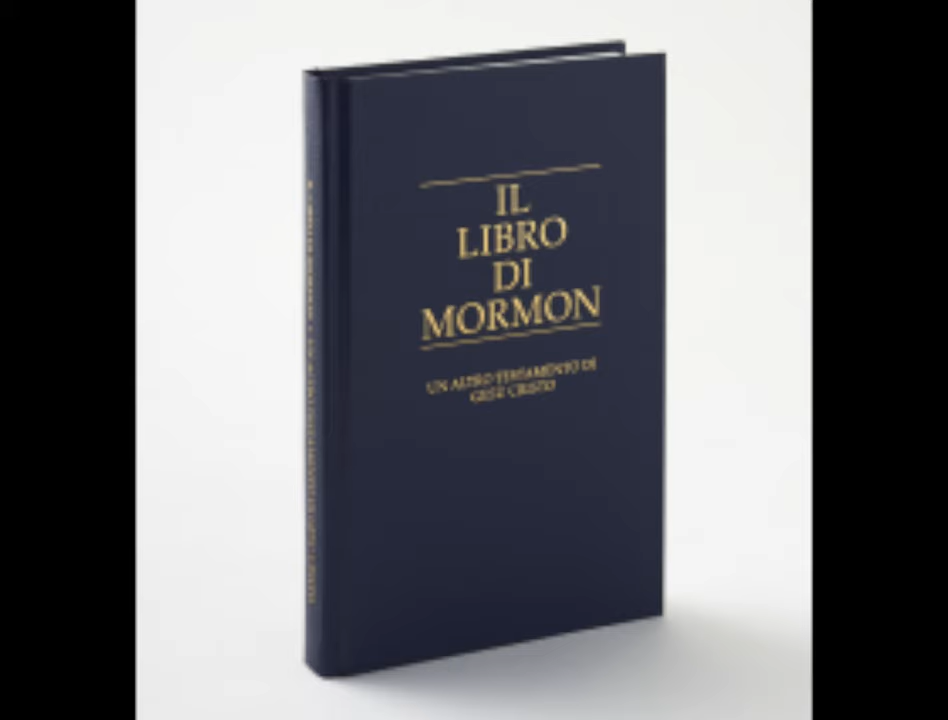 IL
LIBRO
DI
MORMON
UN ALTRO TESTAMENTO DI
GESÙ CRISTO